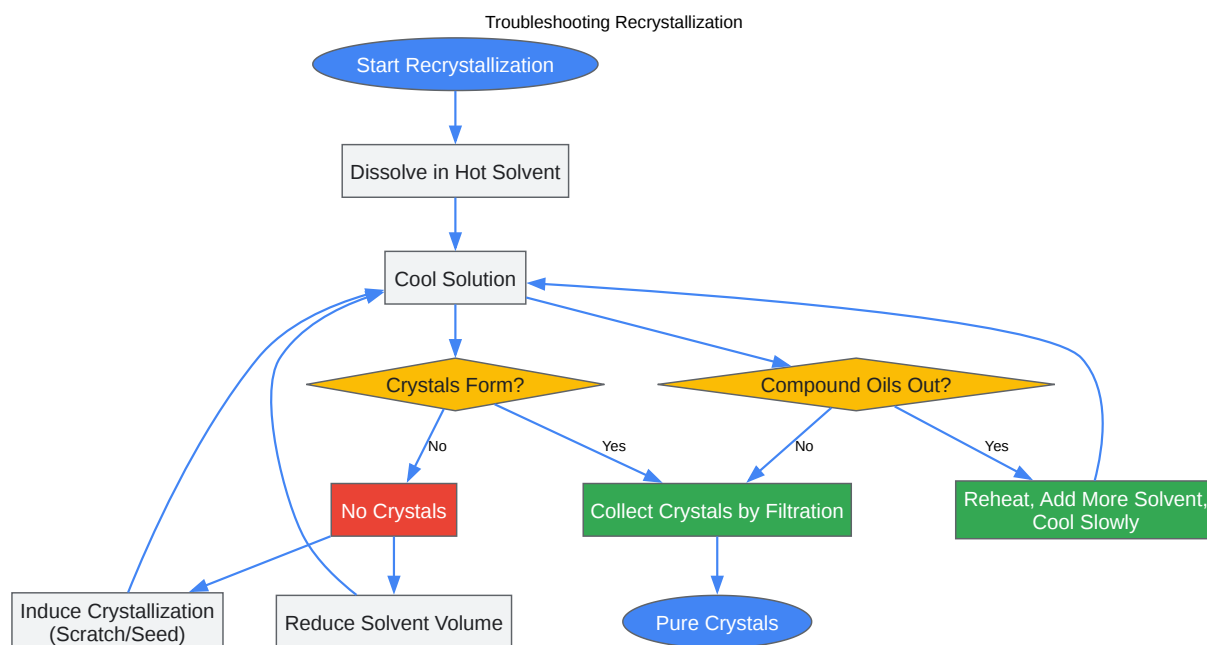 Troubleshooting Recrystallization
Start Recrystallization
Dissolve in Hot Solvent
Cool Solution
Crystals Form?
Compound Oils Out?
No
Yes
No
Yes
No Crystals
Collect Crystals by Filtration
Reheat, Add More Solvent,
Cool Slowly
Induce Crystallization
(Scratch/Seed)
Reduce Solvent Volume
Pure Crystals